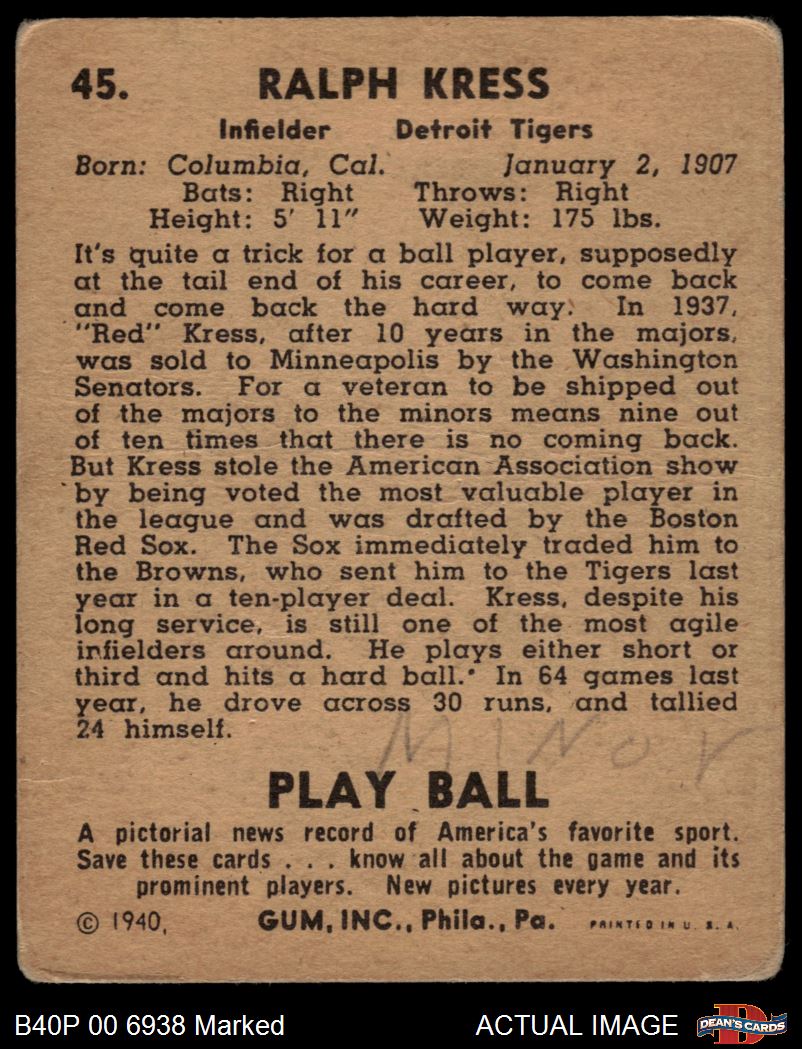 45. RALPH KRESS
Infielder Detroit Tigers
Born: Columbia, Cal. January 2, 1907
Bats: Right Throws: Right
Height: 5' 11" Weight: 175 lbs.
It's quite a trick for a ball player, supposedly
at the tail end of his career, to come back
and come back the hard way. In 1937,
"Red" Kress, after 10 years in the majors,
was sold to Minneapolis by the Washington
Senators. For a veteran to be shipped out
of the majors to the minors means nine out
of ten times that there is no coming back.
But Kress stole the American Association show
by being voted the most valuable player in
the league and was drafted by the Boston
Red Sox. The Sox immediately traded him to
the Browns, who sent him to the Tigers last
year in a ten-player deal. Kress, despite his
long service, is still one of the most agile
infielders around. He plays either short or
third and hits a hard ball. In 64 games last
year, he drove across 30 runs, and tallied
24 himself.
MINOr
PLAY BALL
A pictorial news record of America's favorite sport.
Save these cards . . . know all about the game and its
prominent players. New pictures every year.
© 1940, GUM, INC., Phila., Pa. PRINTED IN U. S. A.
B40P 00 6938 Marked ACTUAL IMAGE DEAN'S CARDS